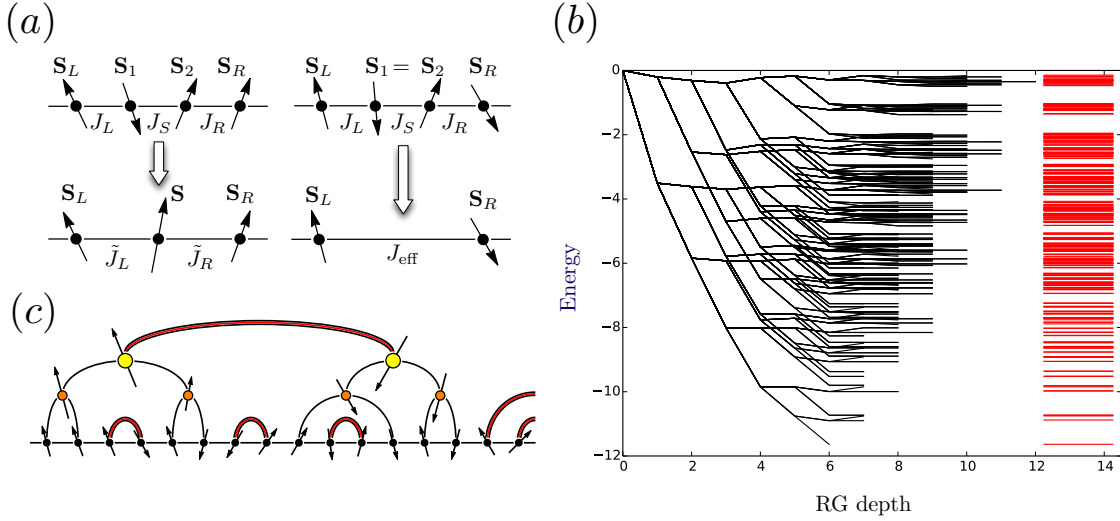 (a)
S_L S_1 S_2 S_R
J_L J_S J_R
S_L S S_R
J̃_L J̃_R
S_L S_1 = S_2 S_R
J_L J_S J_R
S_L S_R
J_eff
(b)
0
−2
−4
−6
−8
−10
−12
Energy
0 2 4 6 8 10 12 14
RG depth
(c)